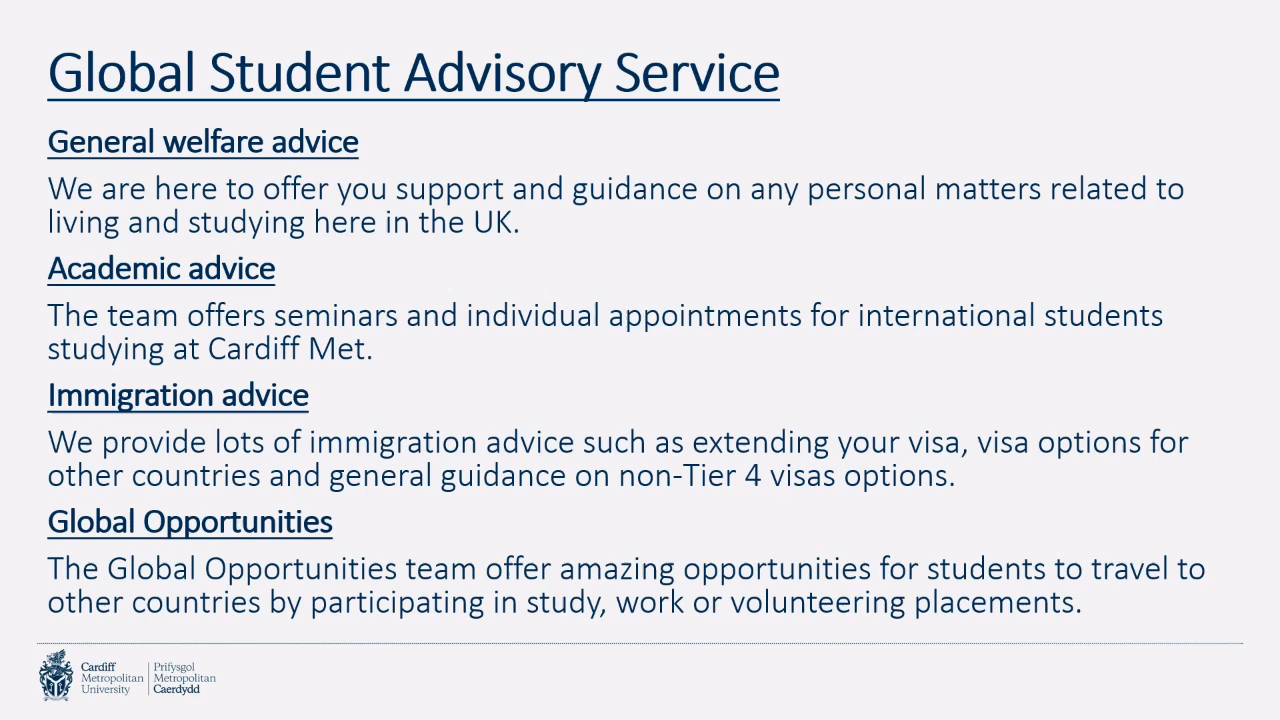 Global Student Advisory Service
General welfare advice
We are here to offer you support and guidance on any personal matters related to
living and studying here in the UK.
Academic advice
The team offers seminars and individual appointments for international students
studying at Cardiff Met.
Immigration advice
We provide lots of immigration advice such as extending your visa, visa options for
other countries and general guidance on non-Tier 4 visas options.
Global Opportunities
The Global Opportunities team offer amazing opportunities for students to travel to
other countries by participating in study, work or volunteering placements.
Cardiff
Metropolitan
University
Prifysgol
Metropolitan
Caerdydd